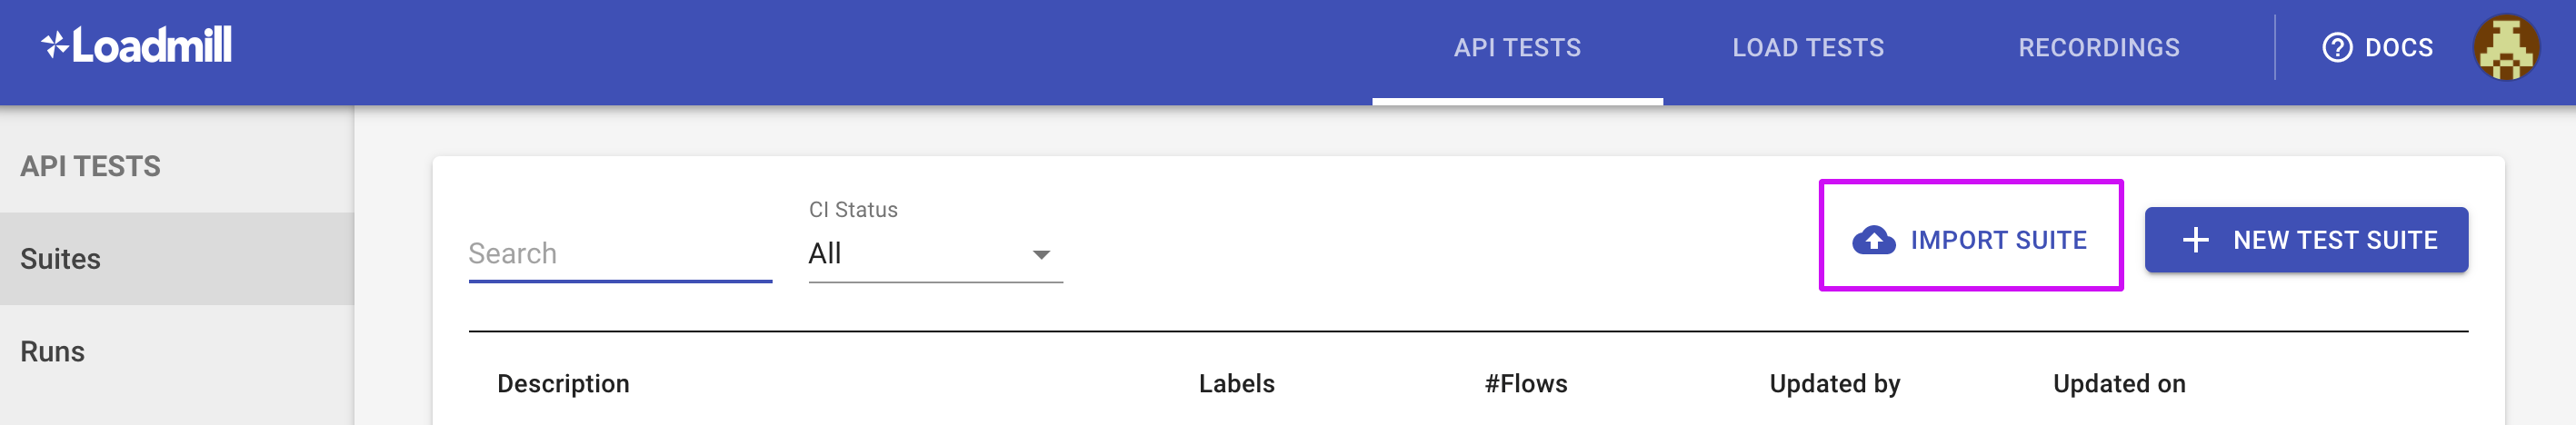 Loadmill
API TESTS
LOAD TESTS
RECORDINGS
? DOCS
API TESTS
Suites
Runs
Search
CI Status
All
IMPORT SUITE
+ NEW TEST SUITE
Description
Labels
#Flows
Updated by
Updated on